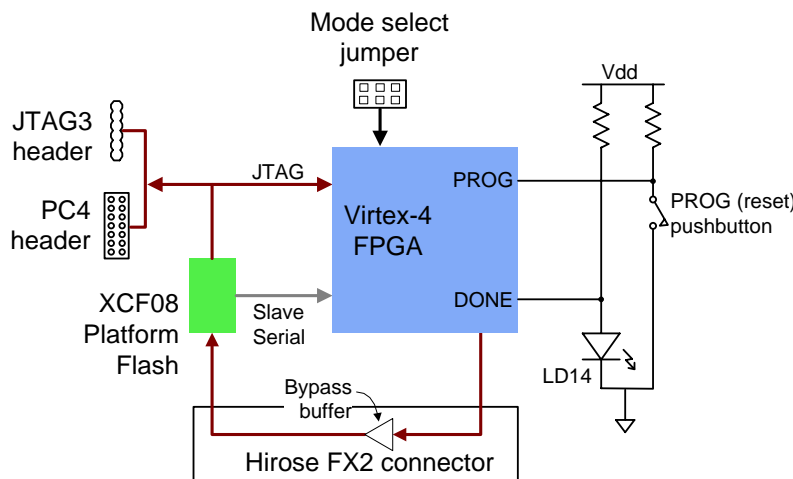 Mode select
jumper
Vdd
JTAG3
header
JTAG
PROG
Virtex-4
FPGA
PROG (reset)
pushbutton
PC4
header
XCF08
Platform
Flash
Slave
Serial
DONE
LD14
Bypass
buffer
Hirose FX2 connector